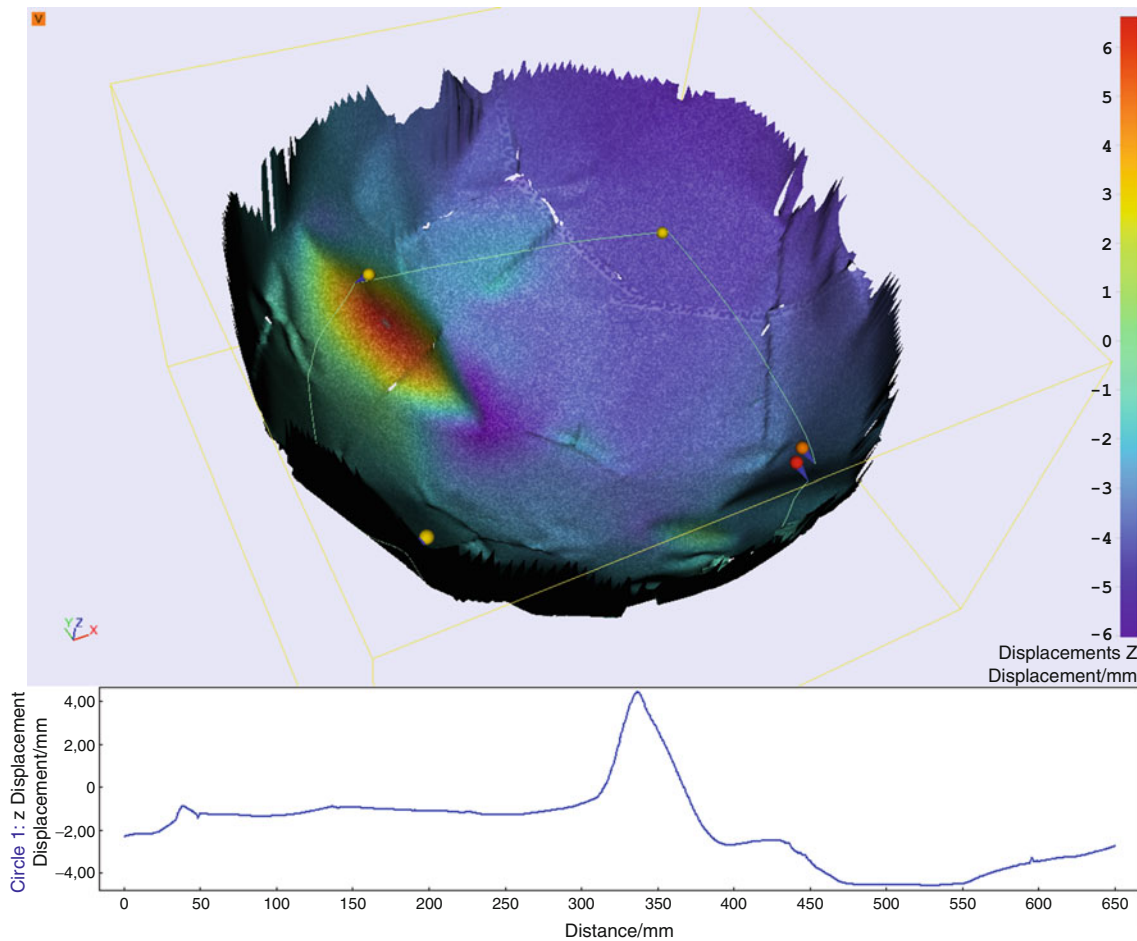 V
6
5
4
3
2
1
0
−1
−2
−3
−4
−5
−6
Displacements Z
Displacement/mm
Y Z X
Circle 1: z Displacement
Displacement/mm
4,00
2,00
0
−2,00
−4,00
0 50 100 150 200 250 300 350 400 450 500 550 600 650
Distance/mm